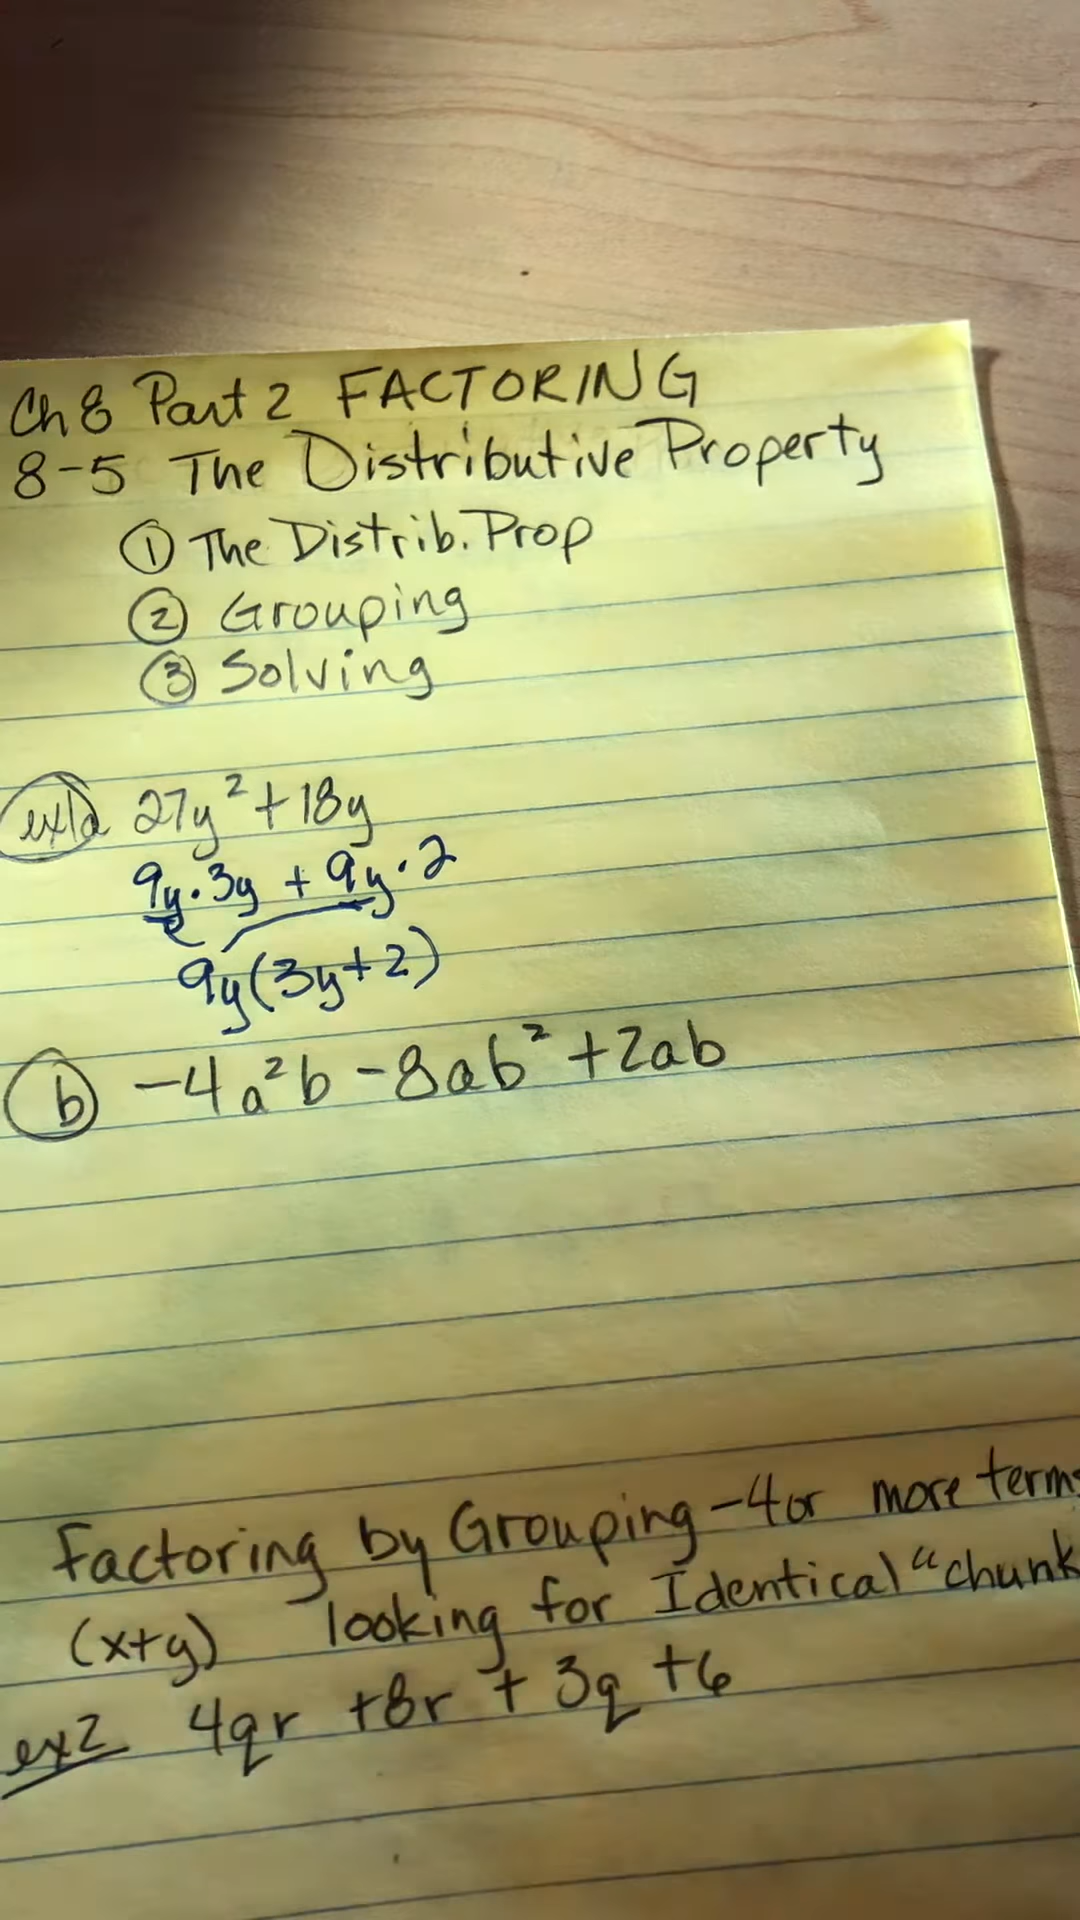 Ch 8 Part 2 FACTORING
8-5 The Distributive Property
① The Distrib. Prop
② Grouping
③ Solving
ex1a 27y² + 18y
9y · 3y + 9y · 2
9y(3y+2)
b -4a²b - 8ab² + 2ab
Factoring by Grouping - 4 or more terms
(x+y) looking for Identical "chunk
ex2 4qr + 8r + 3q + 6